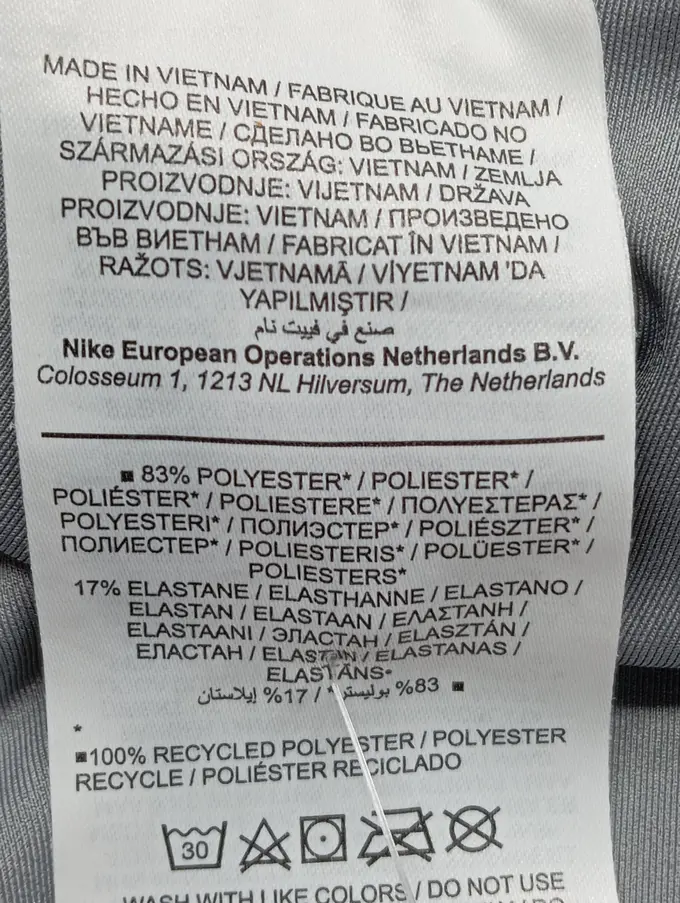 MADE IN VIETNAM / FABRIQUE AU VIETNAM /
HECHO EN VIETNAM / FABRICADO NO
VIETNAME / СДЕЛАНО ВО ВЬЕТНАМЕ /
SZÁRMAZÁSI ORSZÁG: VIETNAM / ZEMLJA
PROIZVODNJE: VIJETNAM / DRŽAVA
PROIZVODNJE: VIETNAM / ПРОИЗВЕДЕНО
ВЪВ ВИЕТНАМ / FABRICAT ÎN VIETNAM /
RAŽOTS: VJETNAMĀ / VİYETNAM 'DA
YAPILMIŞTIR /
صنع في فييت نام
Nike European Operations Netherlands B.V.
Colosseum 1, 1213 NL Hilversum, The Netherlands
83% POLYESTER* / POLIESTER* /
POLIÉSTER* / POLIESTERE* / ΠΟΛΥΕΣΤΕΡΑΣ* /
POLYESTERI* / ПОЛИЭСТЕР* / POLIÉSZTER* /
ПОЛИЕСТЕР* / POLIESTERIS* / POLÜESTER* /
POLIESTERS*
17% ELASTANE / ELASTHANNE / ELASTANO /
ELASTAN / ELASTAAN / ΕΛΑΣΤΑΝΗ /
ELASTAANI / ЭЛАСТАН / ELASZTÁN /
ЕЛАСТАН / ELASTAN / ELASTANAS /
ELASTĀNS
83% بوليستر* / 17% إيلاستان
*
100% RECYCLED POLYESTER / POLYESTER
RECYCLE / POLIÉSTER RECICLADO
30
WASH WITH LIKE COLORS / DO NOT USE